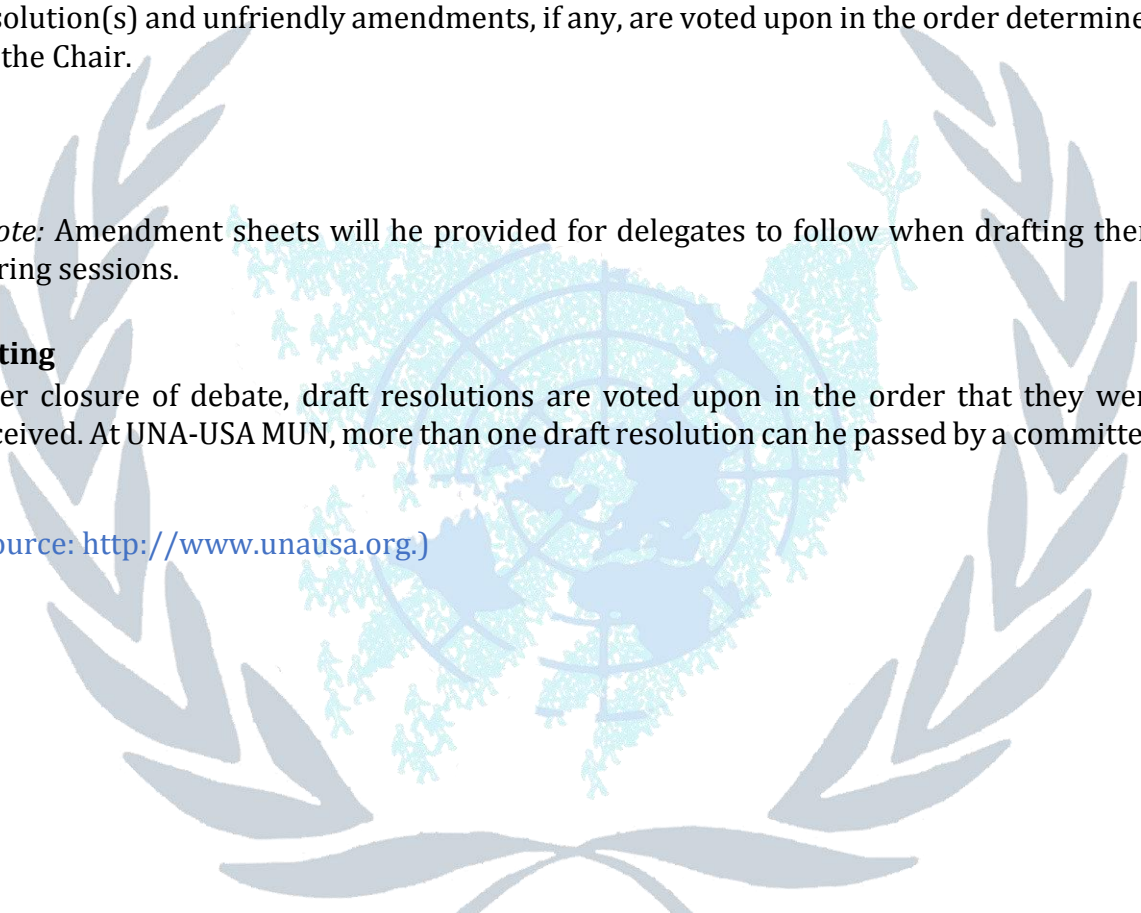 solution(s) and unfriendly amendments, if any, are voted upon in the order determine
the Chair.
ote: Amendment sheets will he provided for delegates to follow when drafting ther
ring sessions.
ting
er closure of debate, draft resolutions are voted upon in the order that they wer
ceived. At UNA-USA MUN, more than one draft resolution can he passed by a committe
ource: http://www.unausa.org.)